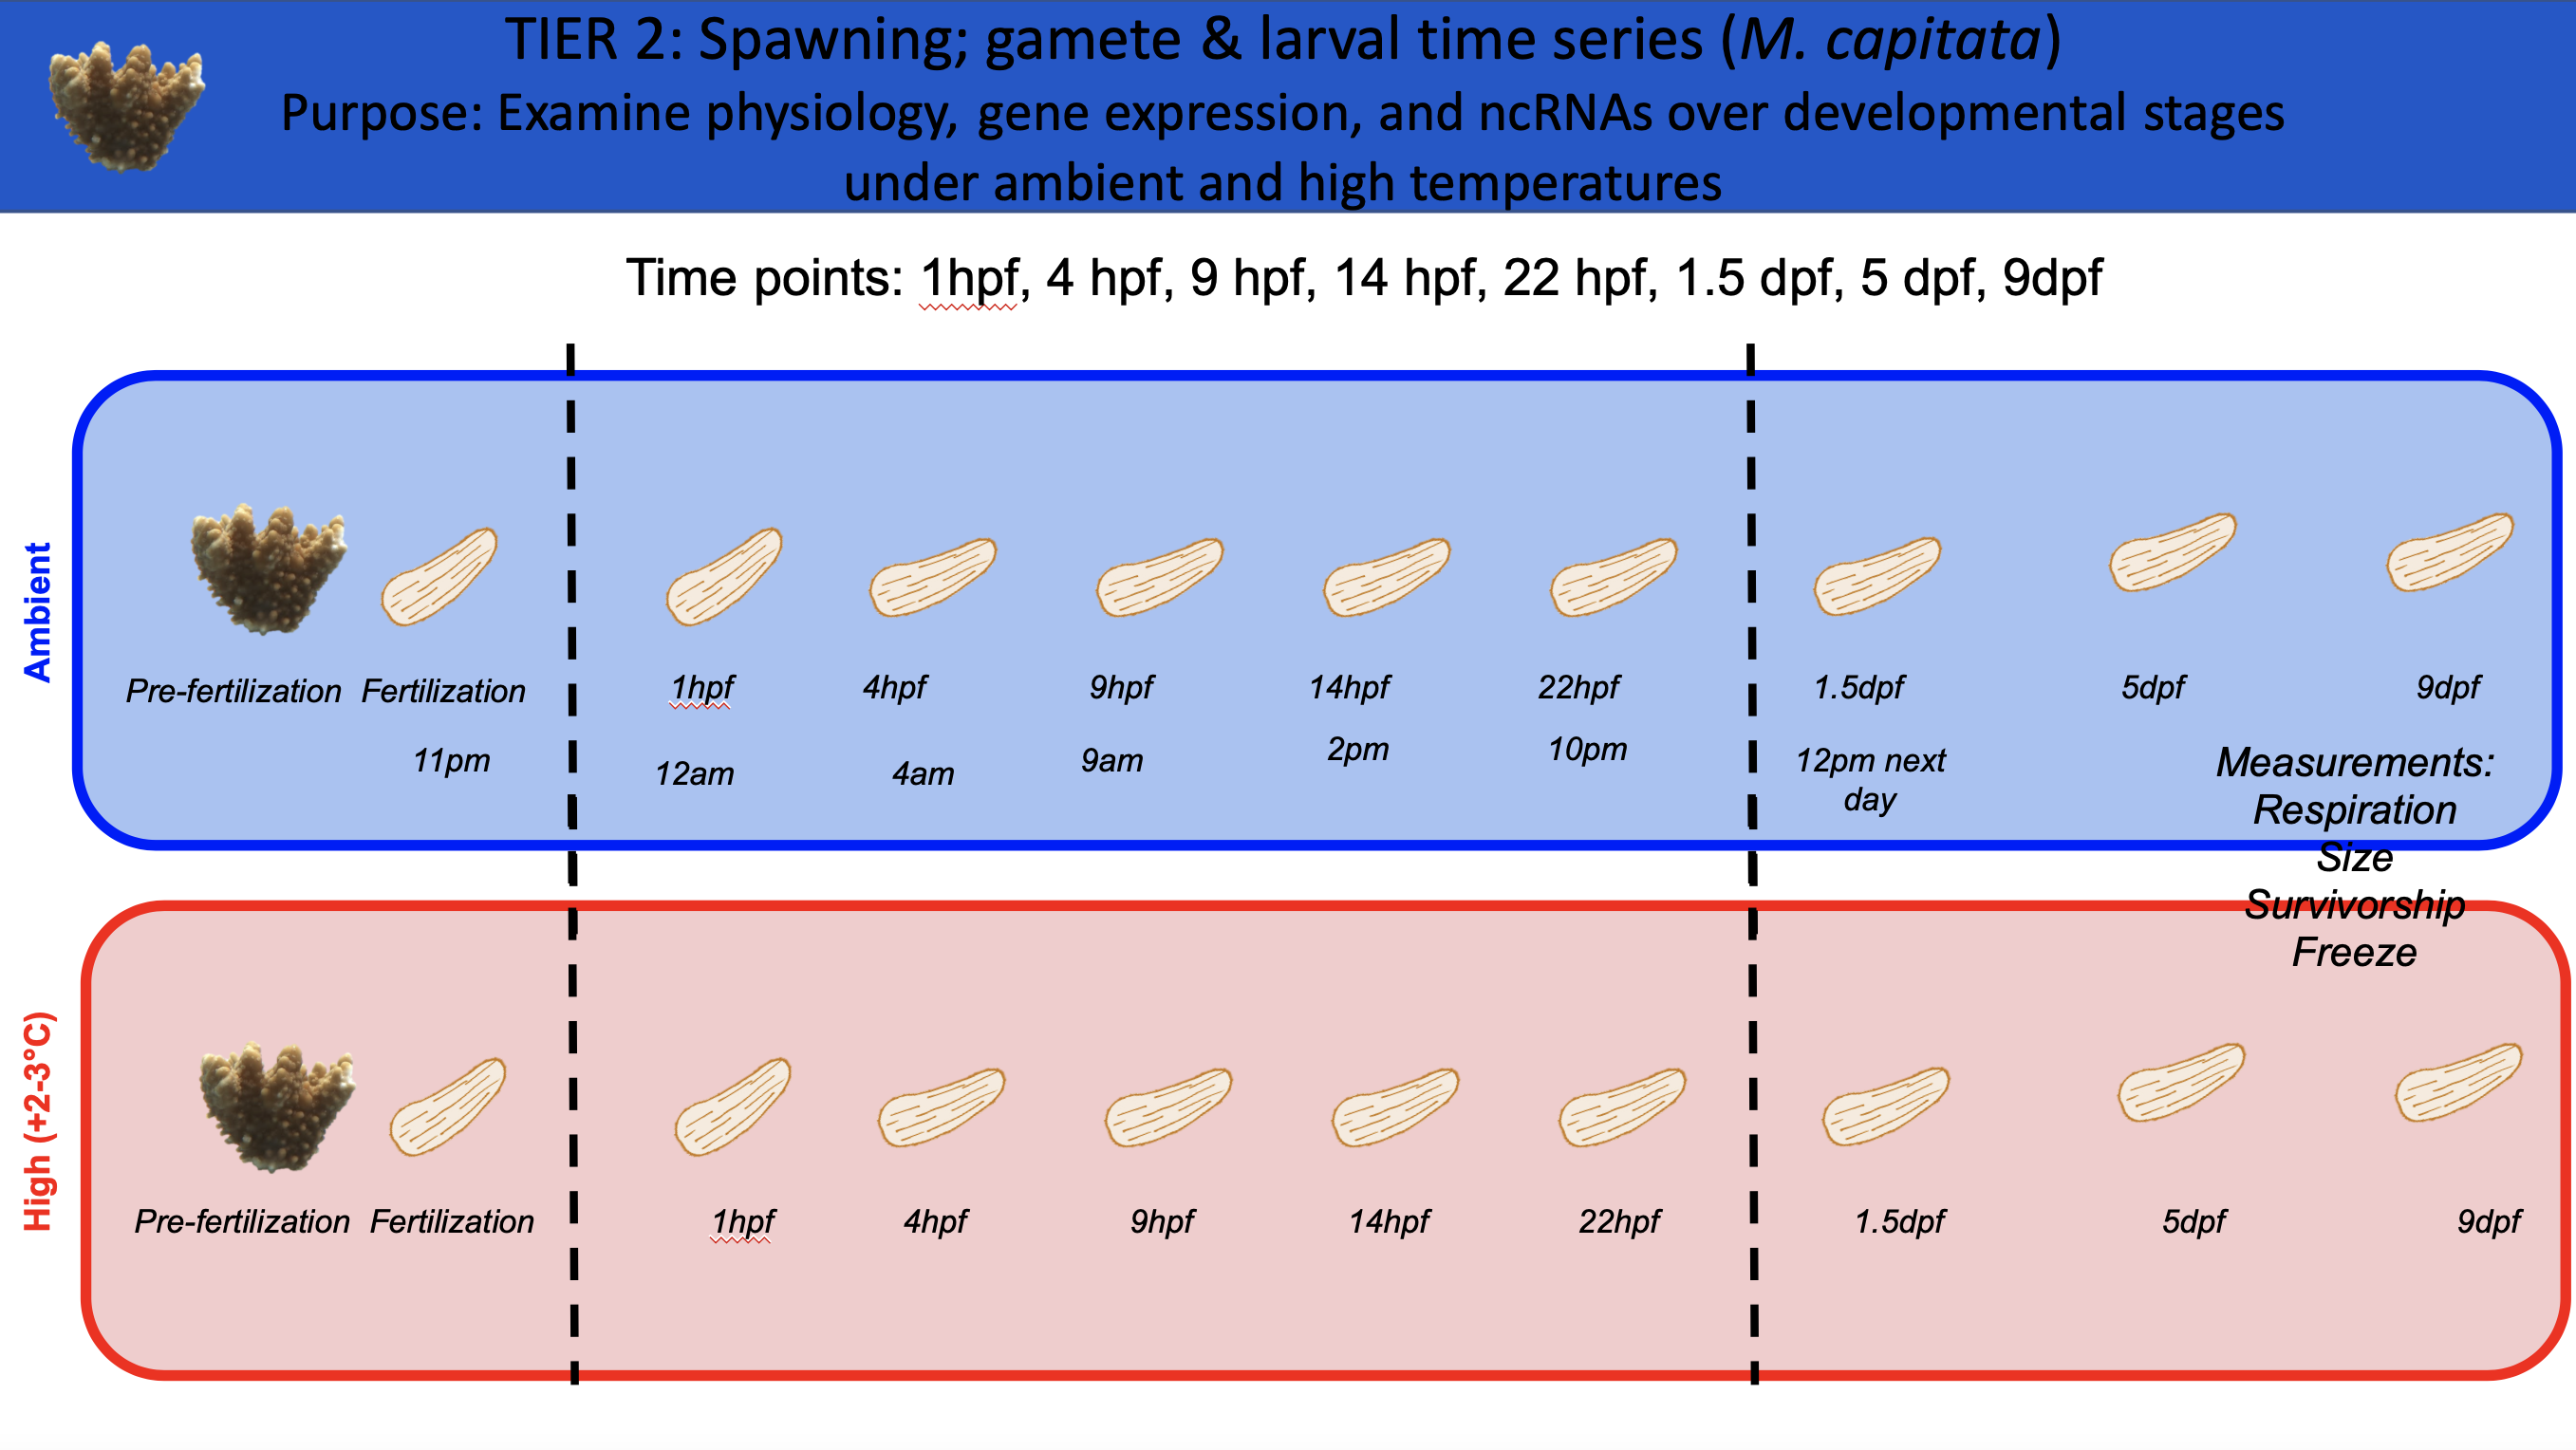 TIER 2: Spawning; gamete & larval time series (M. capitata)
Purpose: Examine physiology, gene expression, and ncRNAs over developmental stages
under ambient and high temperatures
Time points: 1hpf, 4 hpf, 9 hpf, 14 hpf, 22 hpf, 1.5 dpf, 5 dpf, 9dpf
Ambient
Pre-fertilization Fertilization 1hpf 4hpf 9hpf 14hpf 22hpf 1.5dpf 5dpf 9dpf
11pm 12am 4am 9am 2pm 10pm 12pm next
day
Measurements:
Respiration
Size
Survivorship
Freeze
High (+2-3°C)
Pre-fertilization Fertilization 1hpf 4hpf 9hpf 14hpf 22hpf 1.5dpf 5dpf 9dpf